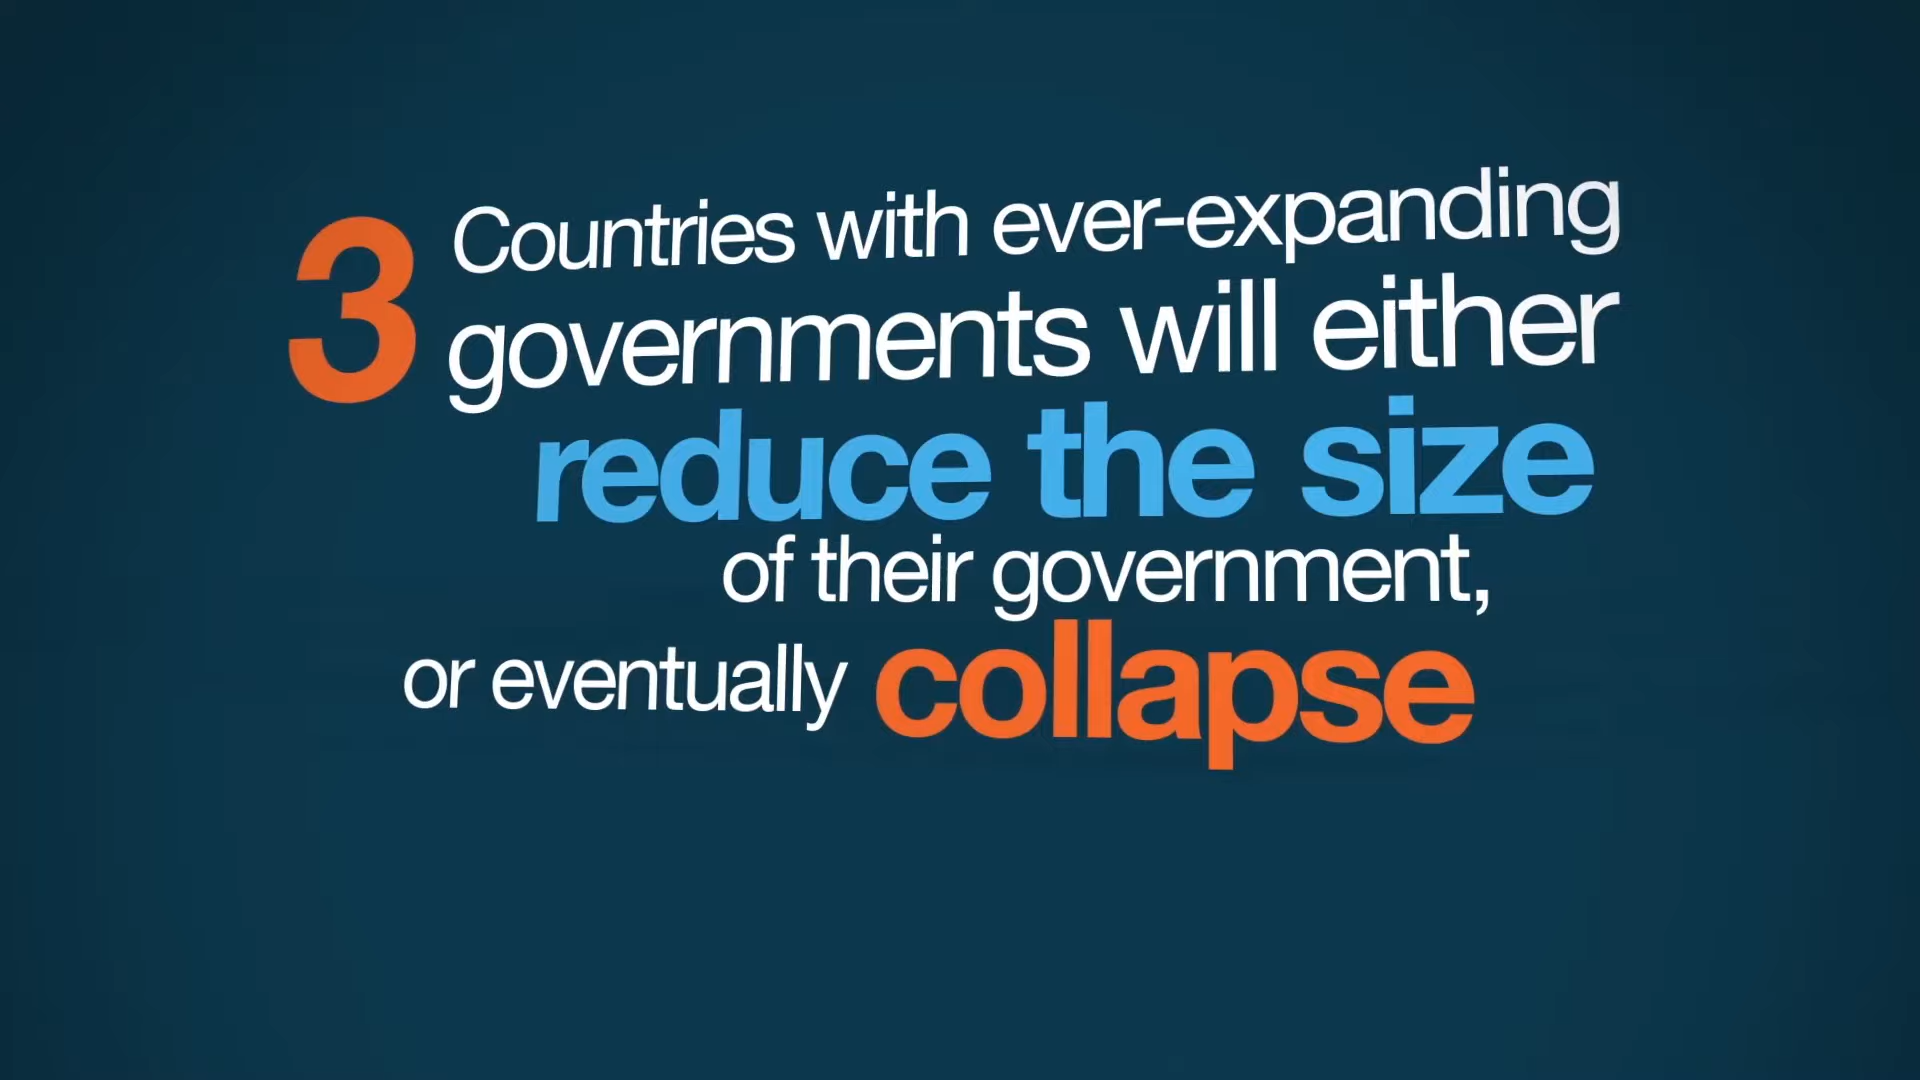 3 Countries with ever-expanding
governments will either
reduce the size
of their government,
or eventually collapse